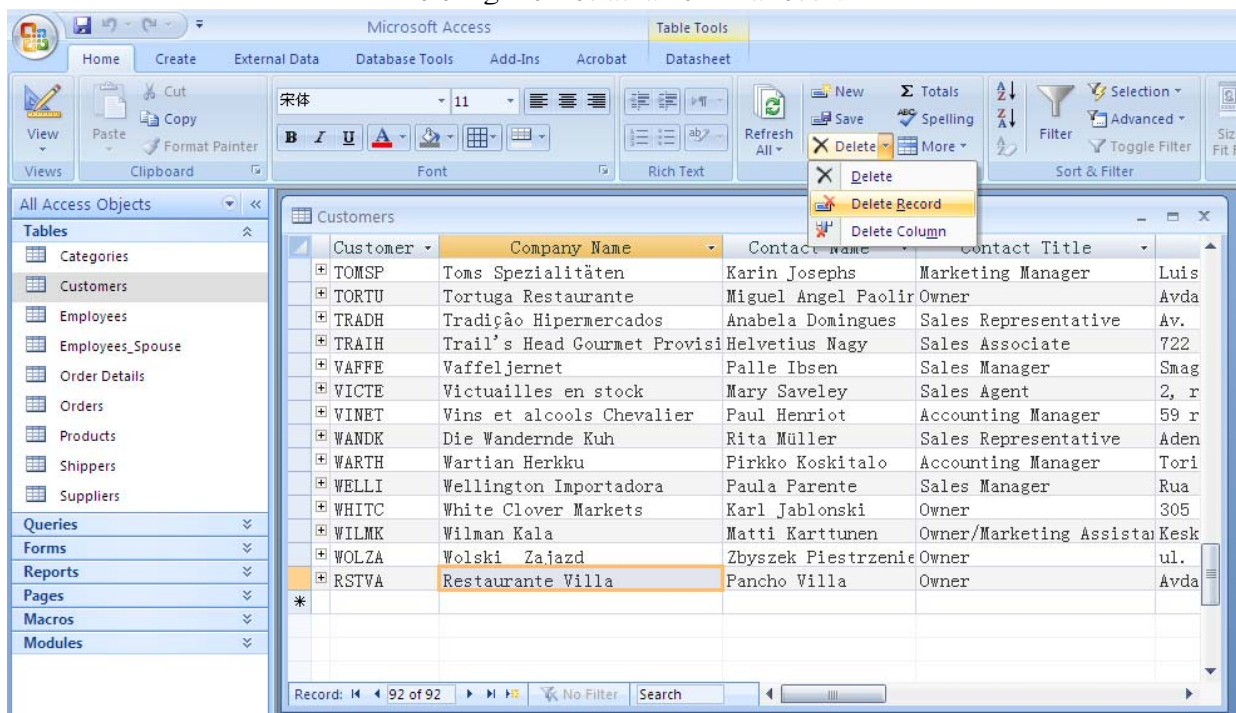 Microsoft Access
Table Tools
Home Create External Data Database Tools Add-Ins Acrobat Datasheet
View
Views
Paste
Cut
Copy
Format Painter
Clipboard
宋体 11
B I U A
Font
Rich Text
Refresh All
New
Save
Delete
Σ Totals
ABC Spelling
More
Filter
Selection
Advanced
Toggle Filter
Sort & Filter
Delete
Delete Record
Delete Column
All Access Objects
Tables
Categories
Customers
Employees
Employees_Spouse
Order Details
Orders
Products
Shippers
Suppliers
Queries
Forms
Reports
Pages
Macros
Modules
Customers
Customer Company Name Contact Name Contact Title
TOMSP Toms Spezialitäten Karin Josephs Marketing Manager Luis
TORTU Tortuga Restaurante Miguel Angel Paolir Owner Avda
TRADH Tradição Hipermercados Anabela Domingues Sales Representative Av.
TRAIH Trail's Head Gourmet Provisi Helvetius Nagy Sales Associate 722
VAFFE Vaffeljernet Palle Ibsen Sales Manager Smag
VICTE Victuailles en stock Mary Saveley Sales Agent 2, r
VINET Vins et alcools Chevalier Paul Henriot Accounting Manager 59 r
WANDK Die Wandernde Kuh Rita Müller Sales Representative Aden
WARTH Wartian Herkku Pirkko Koskitalo Accounting Manager Tori
WELLI Wellington Importadora Paula Parente Sales Manager Rua
WHITC White Clover Markets Karl Jablonski Owner 305
WILMK Wilman Kala Matti Karttunen Owner/Marketing Assista Kesk
WOLZA Wolski Zajazd Zbyszek Piestrzenie Owner ul.
RSTVA Restaurante Villa Pancho Villa Owner Avda
Record: 92 of 92 No Filter Search